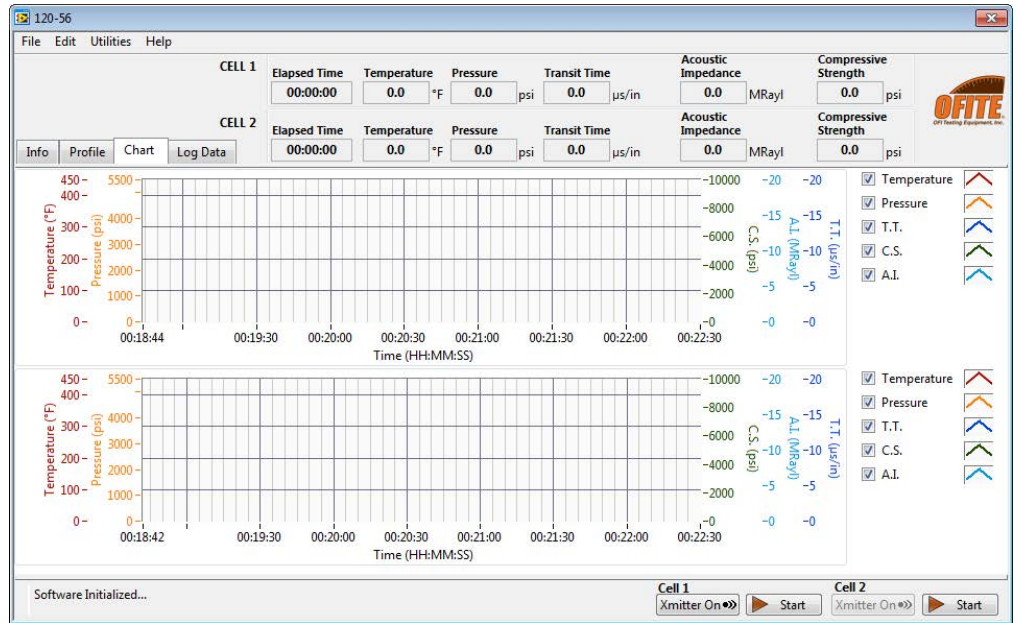 120-56
File Edit Utilities Help
CELL 1
Elapsed Time Temperature Pressure Transit Time Acoustic Impedance Compressive Strength
00:00:00 0.0 °F 0.0 psi 0.0 µs/in 0.0 MRayl 0.0 psi
OFITE
OFI Testing Equipment, Inc.
CELL 2
Elapsed Time Temperature Pressure Transit Time Acoustic Impedance Compressive Strength
00:00:00 0.0 °F 0.0 psi 0.0 µs/in 0.0 MRayl 0.0 psi
Info Profile Chart Log Data
Temperature (°F)
450
400
300
200
100
0
Pressure (psi)
5500
4000
3000
2000
1000
0
10000
8000
6000
4000
2000
0
C.S. (psi)
20
15
10
5
0
A.I. (MRayl)
20
15
10
5
0
T.T. (µs/in)
00:18:44 00:19:30 00:20:00 00:20:30 00:21:00 00:21:30 00:22:00 00:22:30
Time (HH:MM:SS)
Temperature
Pressure
T.T.
C.S.
A.I.
Temperature (°F)
450
300
200
100
0
Pressure (psi)
5500
4000
3000
2000
1000
0
10000
8000
6000
4000
2000
0
C.S. (psi)
20
15
10
5
0
A.I. (MRayl)
20
15
10
5
0
T.T. (µs/in)
00:18:42 00:19:30 00:20:00 00:20:30 00:21:00 00:21:30 00:22:00 00:22:30
Time (HH:MM:SS)
Temperature
Pressure
T.T.
C.S.
A.I.
Software Initialized...
Cell 1
Xmitter On Start
Cell 2
Xmitter On Start